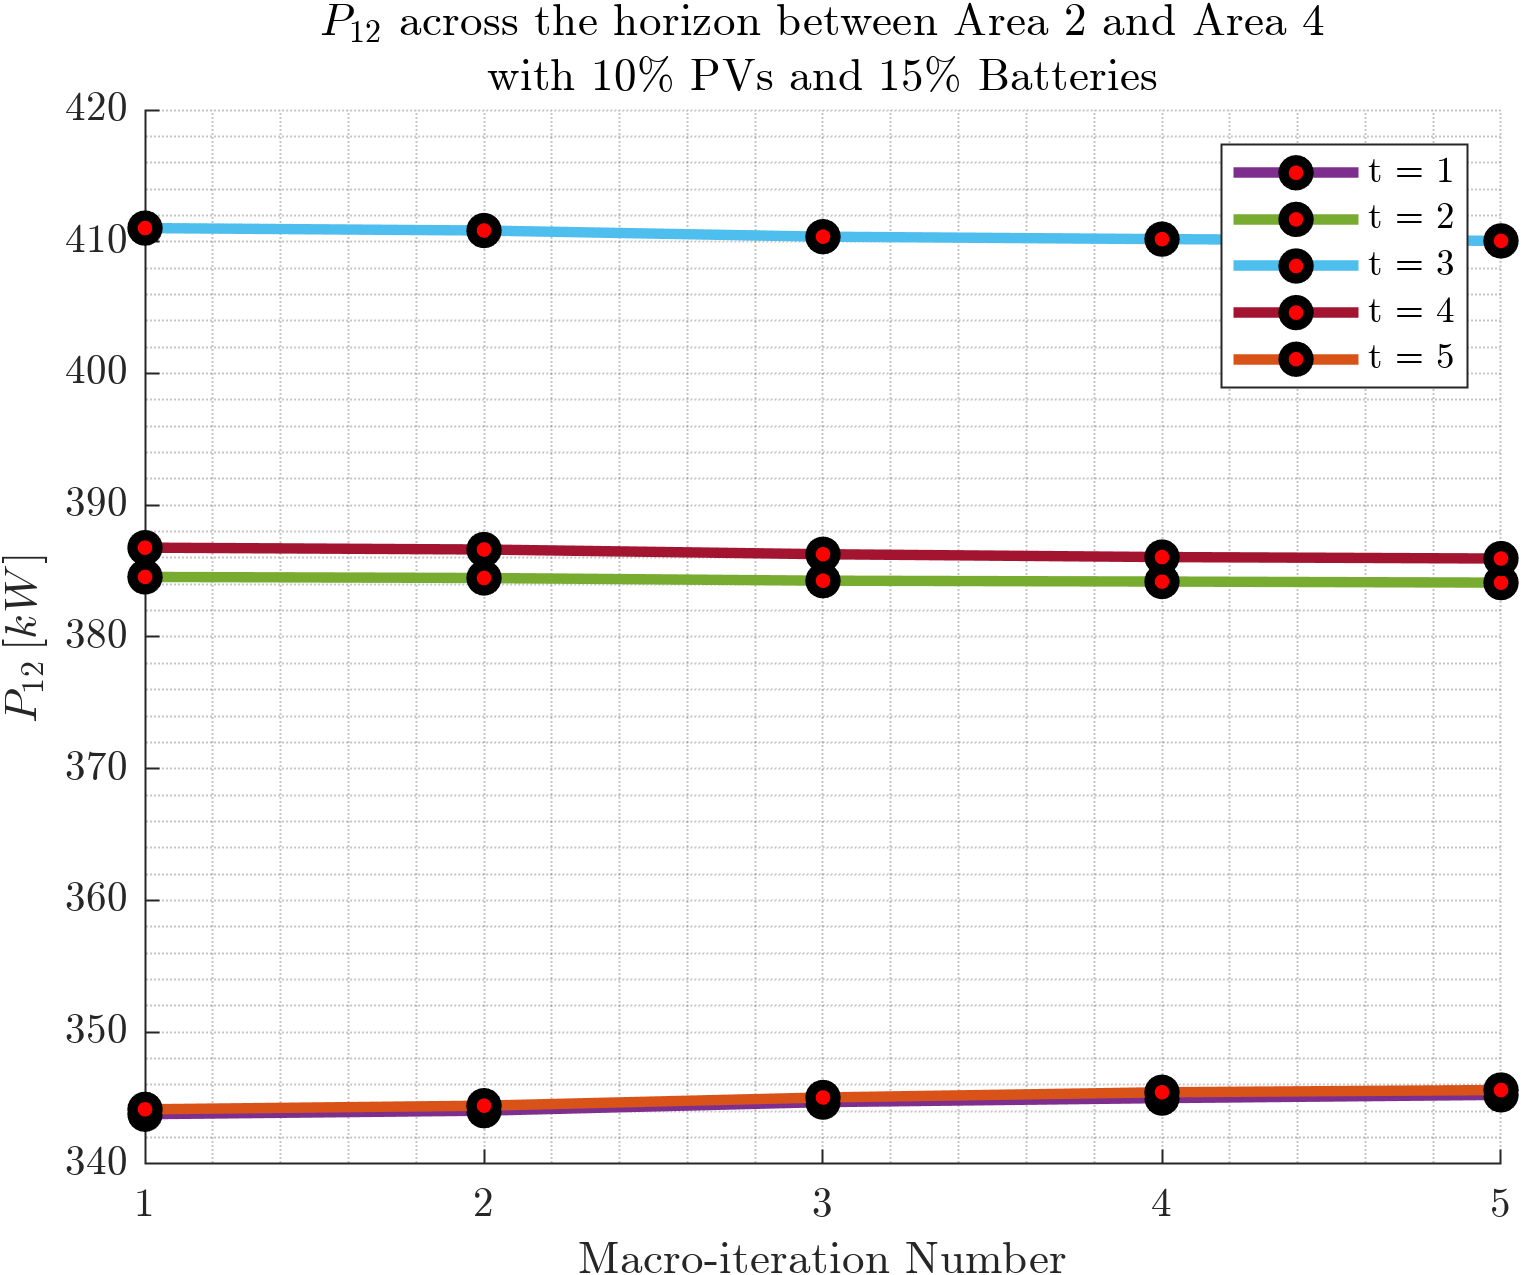 P₁₂ across the horizon between Area 2 and Area 4
with 10% PVs and 15% Batteries
420
410
400
390
380
370
360
350
340
P₁₂ [kW]
t = 1
t = 2
t = 3
t = 4
t = 5
1 2 3 4 5
Macro-iteration Number